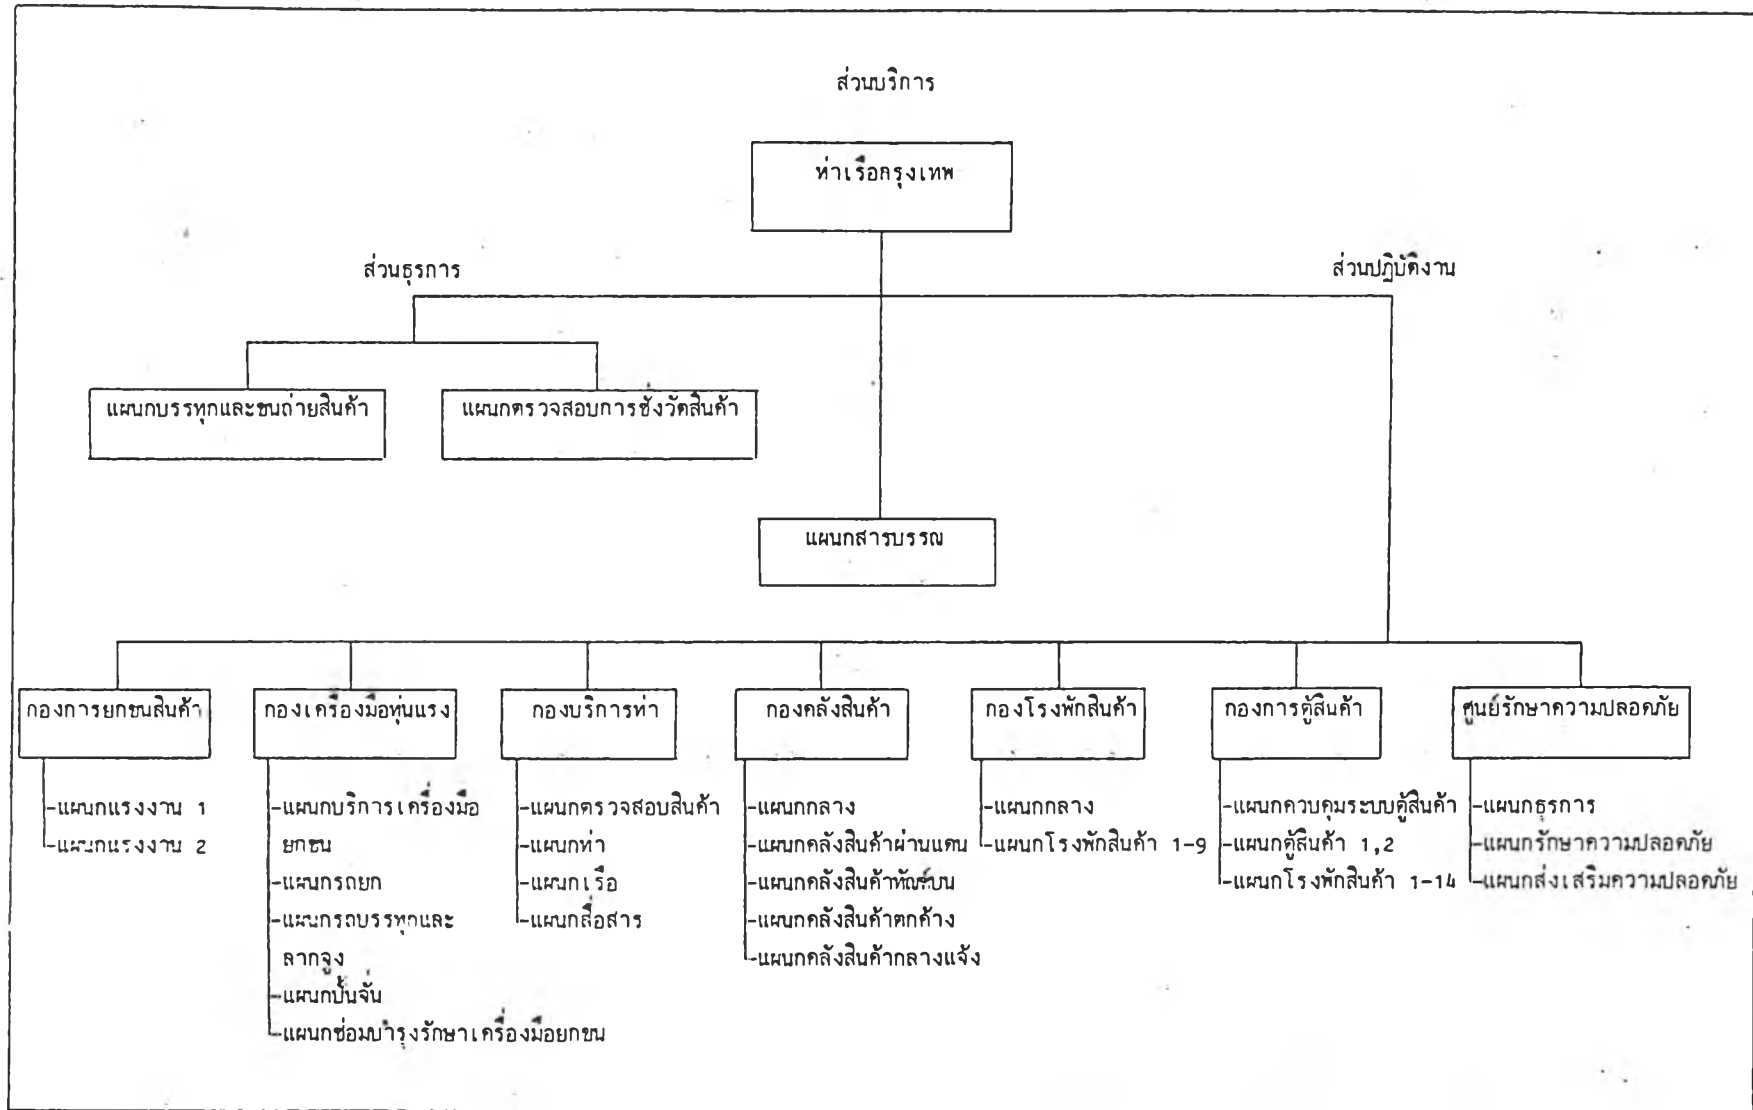 ส่วนบริการ
ท่าเรือกรุงเทพ
ส่วนธุรการ
ส่วนปฏิบัติงาน
แผนกบรรทุกและขนถ่ายสินค้า
แผนกตรวจสอบการชั่งวัดสินค้า
แผนกสารบรรณ
กองการยกขนสินค้า
-แผนกแรงงาน 1
-แผนกแรงงาน 2
กองเครื่องมือทุ่นแรง
-แผนกบริการเครื่องมือ
ยกขน
-แผนกรถยก
-แผนกรถบรรทุกและ
ลากจูง
-แผนกปั้นจั่น
-แผนกซ่อมบำรุงรักษาเครื่องมือยกขน
กองบริการท่า
-แผนกตรวจสอบสินค้า
-แผนกท่า
-แผนกเรือ
-แผนกสื่อสาร
กองคลังสินค้า
-แผนกกลาง
-แผนกคลังสินค้าผ่านแดน
-แผนกคลังสินค้าทัณฑ์บน
-แผนกคลังสินค้าตกค้าง
-แผนกคลังสินค้ากลางแจ้ง
กองโรงพักสินค้า
-แผนกกลาง
-แผนกโรงพักสินค้า 1-9
กองการตู้สินค้า
-แผนกควบคุมระบบตู้สินค้า
-แผนกตู้สินค้า 1,2
-แผนกโรงพักสินค้า 1-14
ศูนย์รักษาความปลอดภัย
-แผนกธุรการ
-แผนกรักษาความปลอดภัย
-แผนกส่งเสริมความปลอดภัย